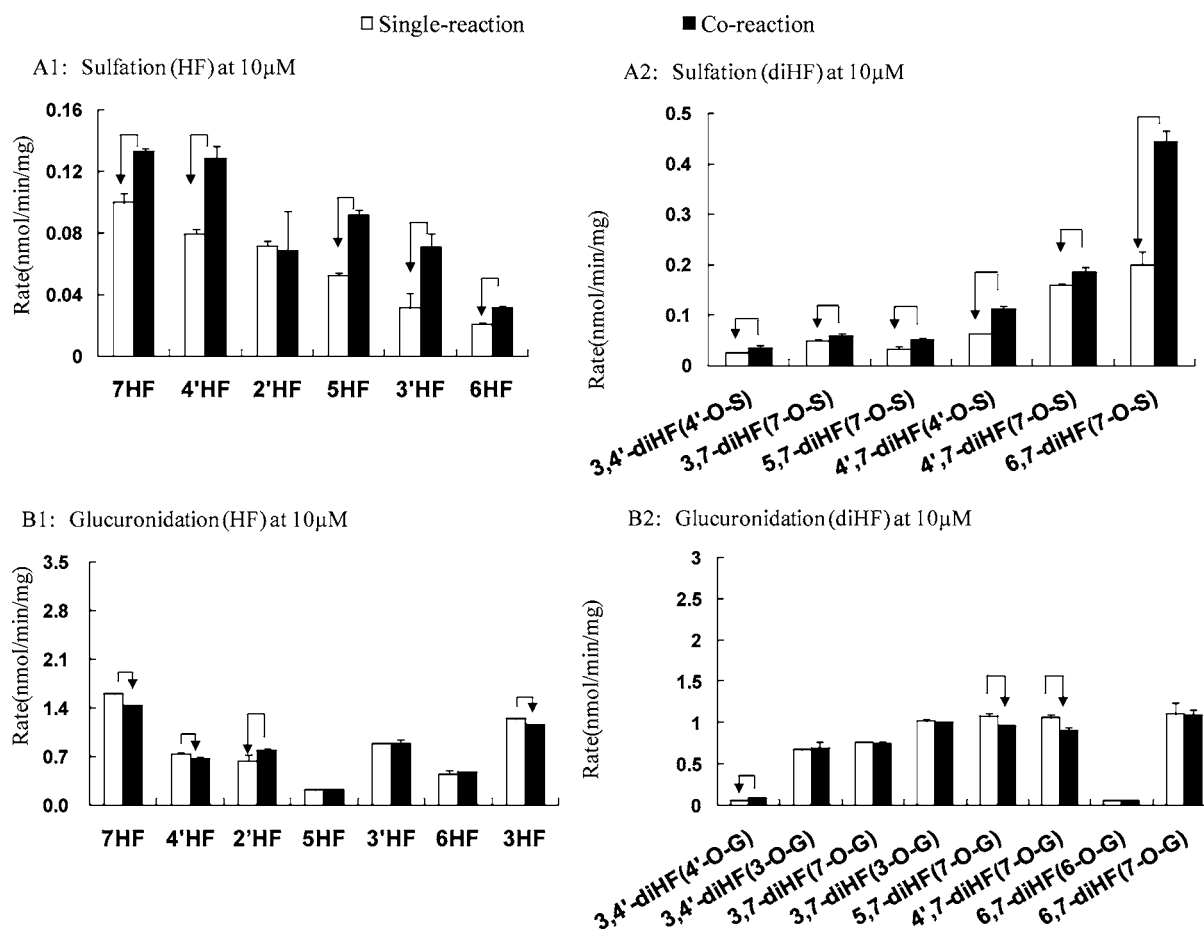 Single-reaction
Co-reaction
A1: Sulfation (HF) at 10μM
Rate(nmol/min/mg)
0.16
0.12
0.08
0.04
0
7HF 4'HF 2'HF 5HF 3'HF 6HF
A2: Sulfation (diHF) at 10μM
Rate(nmol/min/mg)
0.5
0.4
0.3
0.2
0.1
0
3,4'-diHF(4'-O-S)
3,7-diHF(7-O-S)
5,7-diHF(7-O-S)
4',7-diHF(4'-O-S)
4',7-diHF(7-O-S)
6,7-diHF(7-O-S)
B1: Glucuronidation (HF) at 10μM
Rate(nmol/min/mg)
3.5
2.8
2.1
1.4
0.7
0.0
7HF 4'HF 2'HF 5HF 3'HF 6HF 3HF
B2: Glucuronidation (diHF) at 10μM
Rate(nmol/min/mg)
3
2.5
2
1.5
1
0.5
0
3,4'-diHF(4'-O-G)
3,4'-diHF(3-O-G)
3,7-diHF(7-O-G)
3,7-diHF(3-O-G)
5,7-diHF(7-O-G)
4',7-diHF(7-O-G)
6,7-diHF(6-O-G)
6,7-diHF(7-O-G)